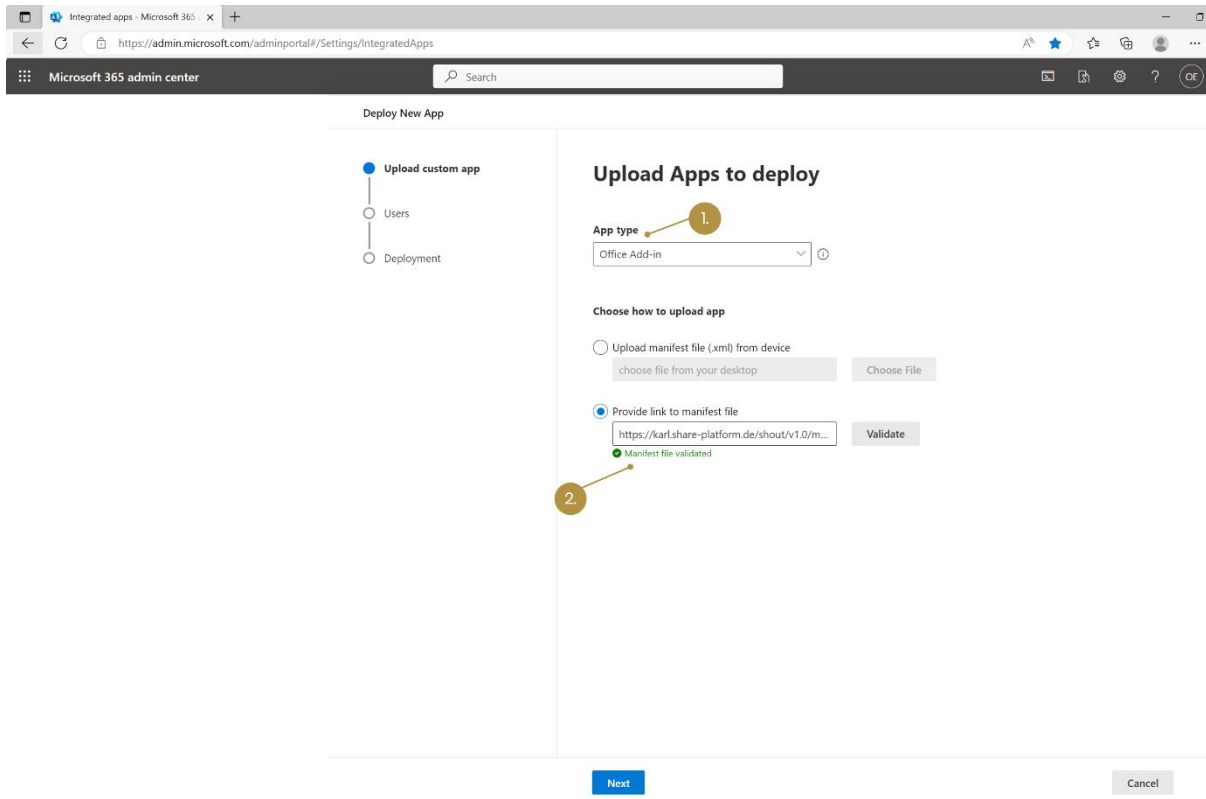 Integrated apps - Microsoft 365
https://admin.microsoft.com/adminportal#/Settings/IntegratedApps
Microsoft 365 admin center
Search
OE
Deploy New App
Upload custom app
Users
Deployment
Upload Apps to deploy
1.
App type
Office Add-in
Choose how to upload app
Upload manifest file (.xml) from device
choose file from your desktop
Choose File
Provide link to manifest file
https://karl.share-platform.de/shout/v1.0/m...
Validate
Manifest file validated
2.
Next
Cancel